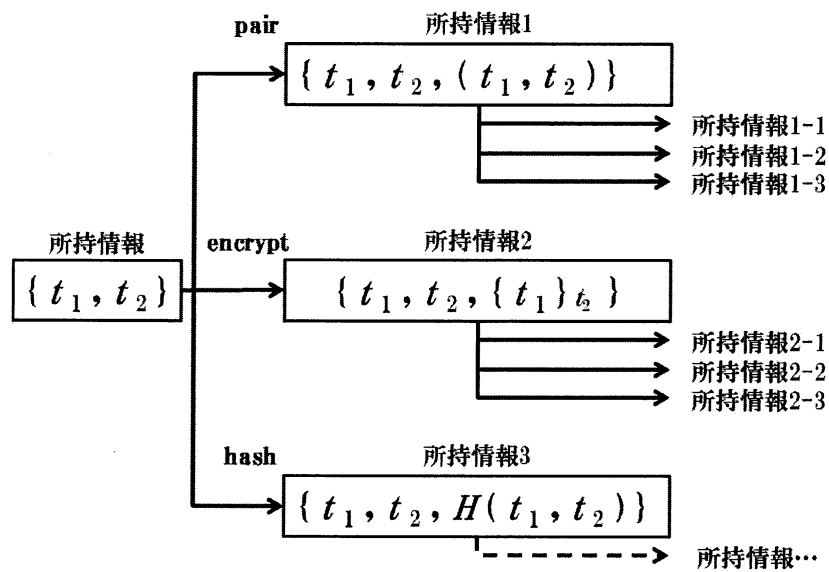 pair
所持情報1
{ t₁ , t₂ , ( t₁ , t₂ ) }
所持情報1-1
所持情報1-2
所持情報1-3
所持情報
{ t₁ , t₂ }
encrypt
所持情報2
{ t₁ , t₂ , { t₁ } t₂ }
所持情報2-1
所持情報2-2
所持情報2-3
hash
所持情報3
{ t₁ , t₂ , H( t₁ , t₂ ) }
所持情報…